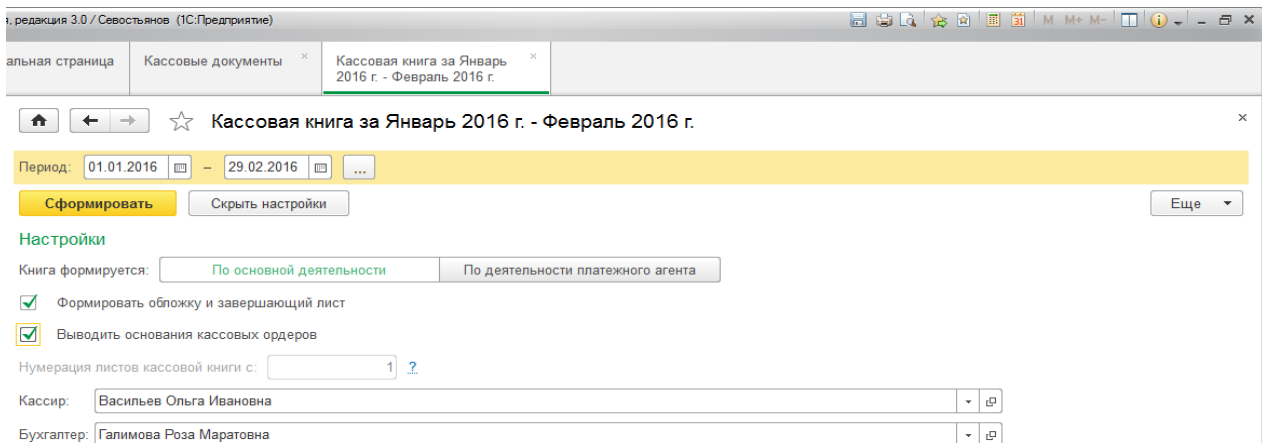 , редакция 3.0 / Севостьянов (1С:Предприятие)
M M+ M-
альная страница
Кассовые документы
Кассовая книга за Январь
2016 г. - Февраль 2016 г.
Кассовая книга за Январь 2016 г. - Февраль 2016 г.
Период: 01.01.2016 – 29.02.2016 ...
Сформировать Скрыть настройки Еще
Настройки
Книга формируется: По основной деятельности По деятельности платежного агента
Формировать обложку и завершающий лист
Выводить основания кассовых ордеров
Нумерация листов кассовой книги с: 1 ?
Кассир: Васильев Ольга Ивановна
Бухгалтер: Галимова Роза Маратовна